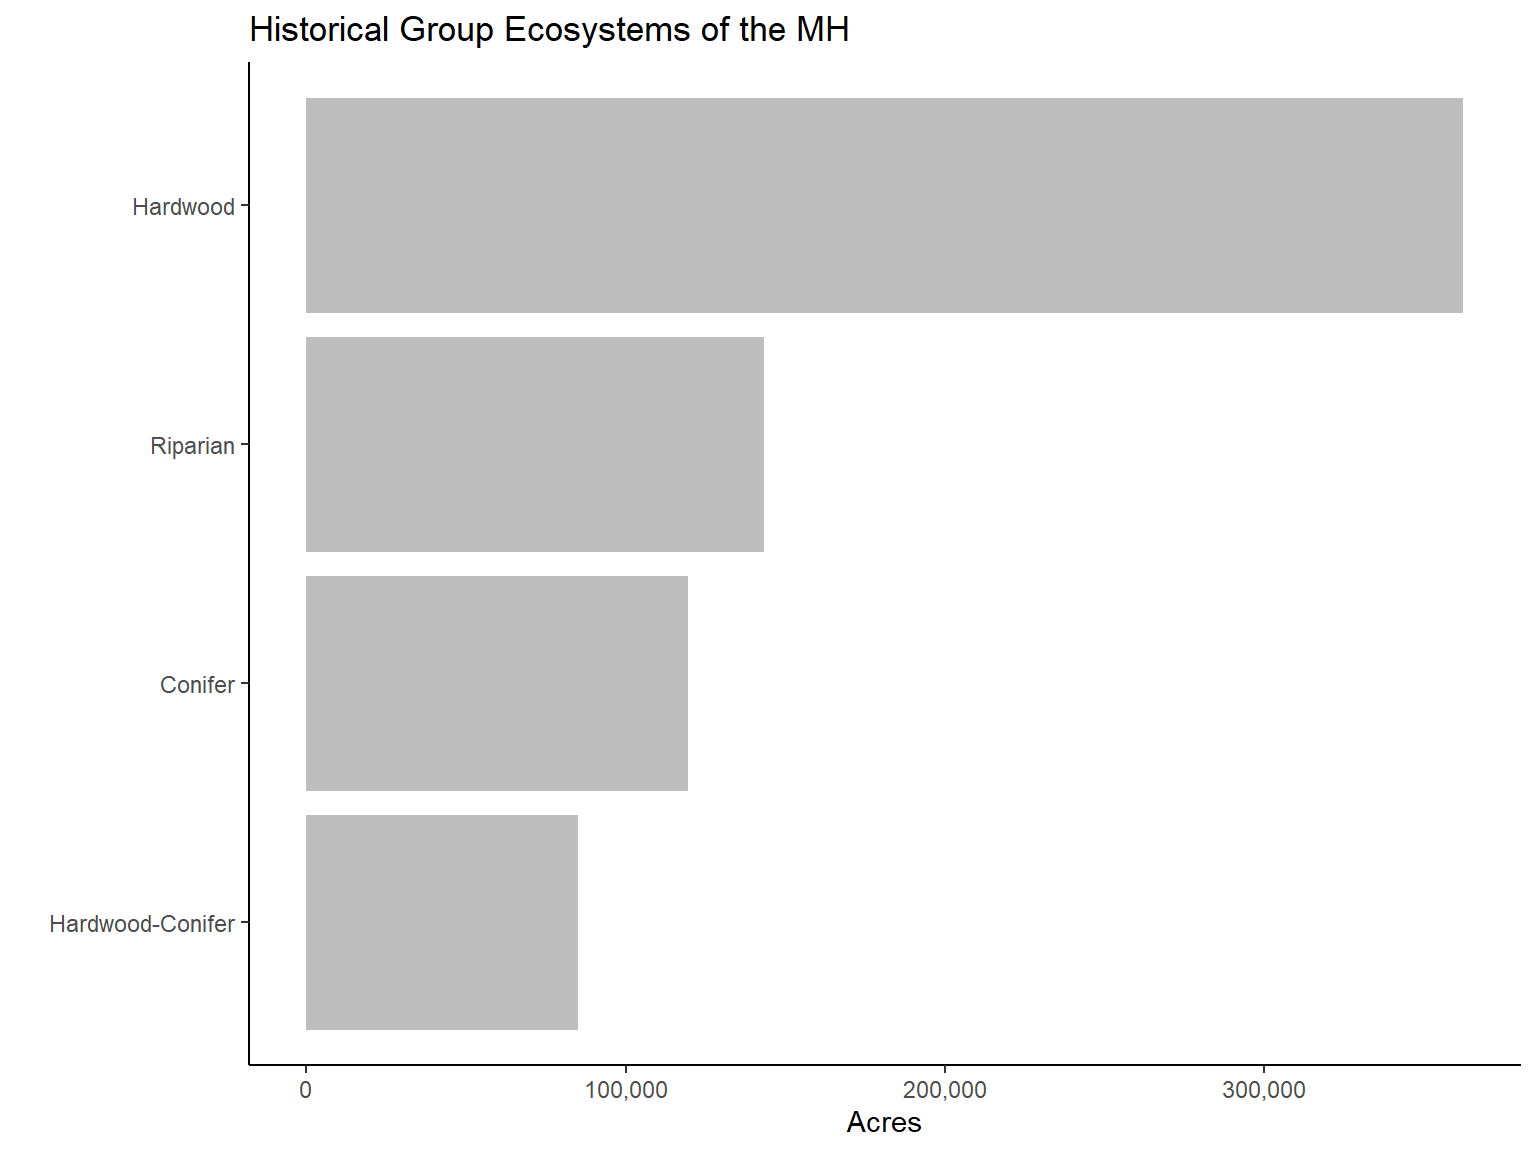 Historical Group Ecosystems of the MH
Hardwood
Riparian
Conifer
Hardwood-Conifer
0 100,000 200,000 300,000
Acres